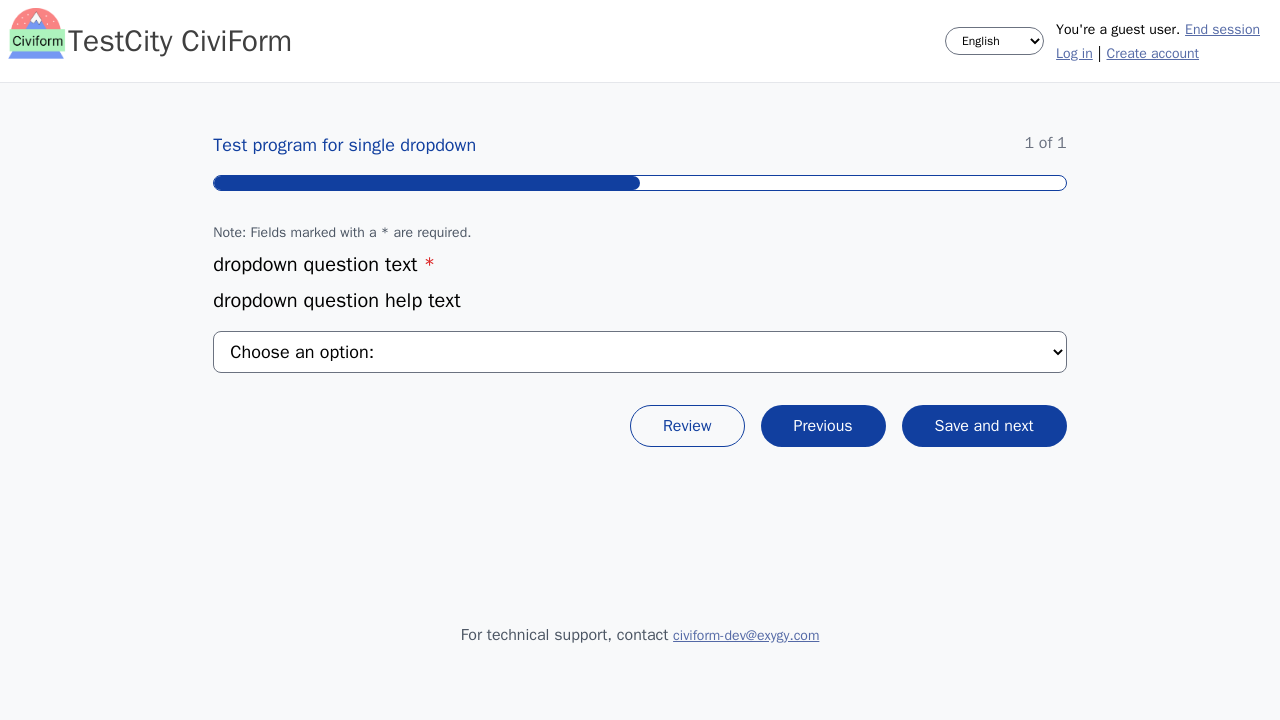 Civiform
TestCity CiviForm
English
You're a guest user. End session
Log in | Create account
Test program for single dropdown
1 of 1
Note: Fields marked with a * are required.
dropdown question text *
dropdown question help text
Choose an option:
Review
Previous
Save and next
For technical support, contact civiform-dev@exygy.com